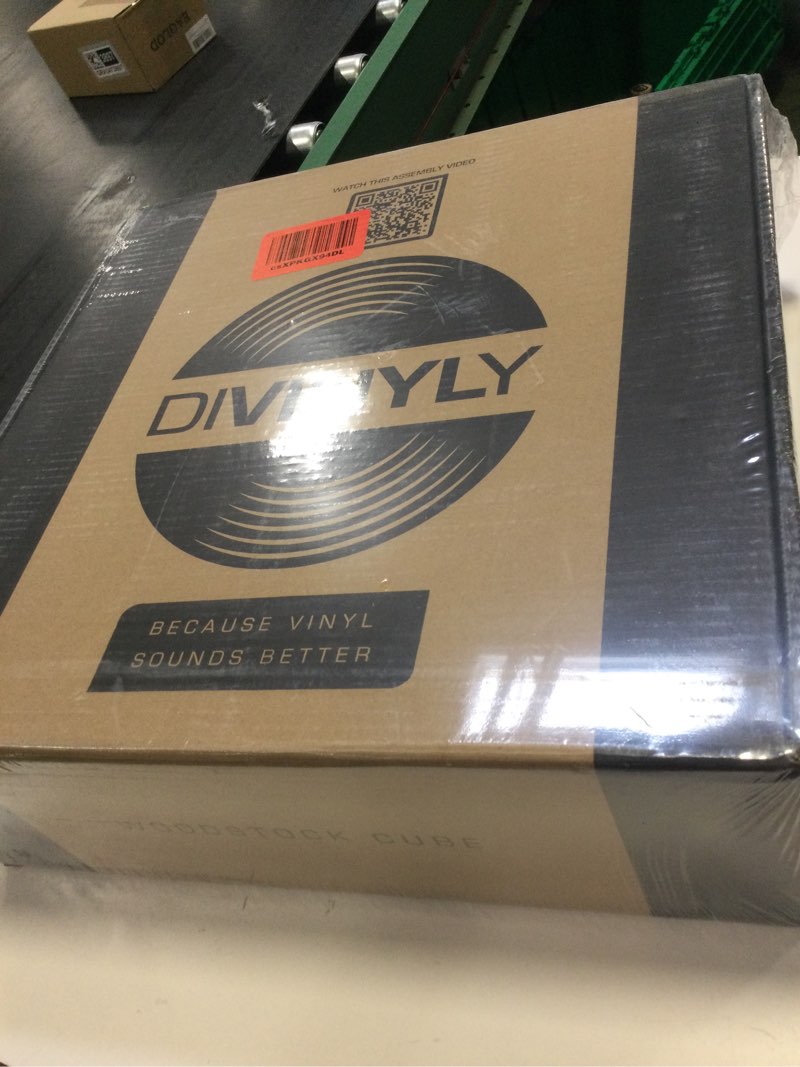 WATCH THIS ASSEMBLY VIDEO
DIVINYLY
BECAUSE VINYL
SOUNDS BETTER
WOODSTOCK CUBE